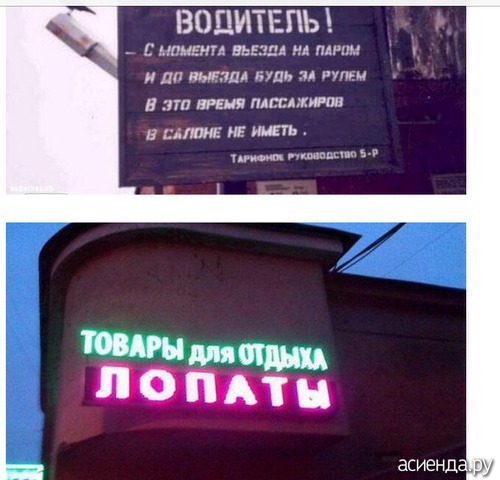 ВОДИТЕЛЬ!
- С МОМЕНТА ВЪЕЗДА НА ПАРОМ
И ДО ВЫЕЗДА БУДЬ ЗА РУЛЕМ
В ЭТО ВРЕМЯ ПАССАЖИРОВ
В САЛОНЕ НЕ ИМЕТЬ.
ТАРИФНОЕ РУКОВОДСТВО 5-Р
ТОВАРЫ для ОТДЫХА
ЛОПАТЫ
асиенда.ру